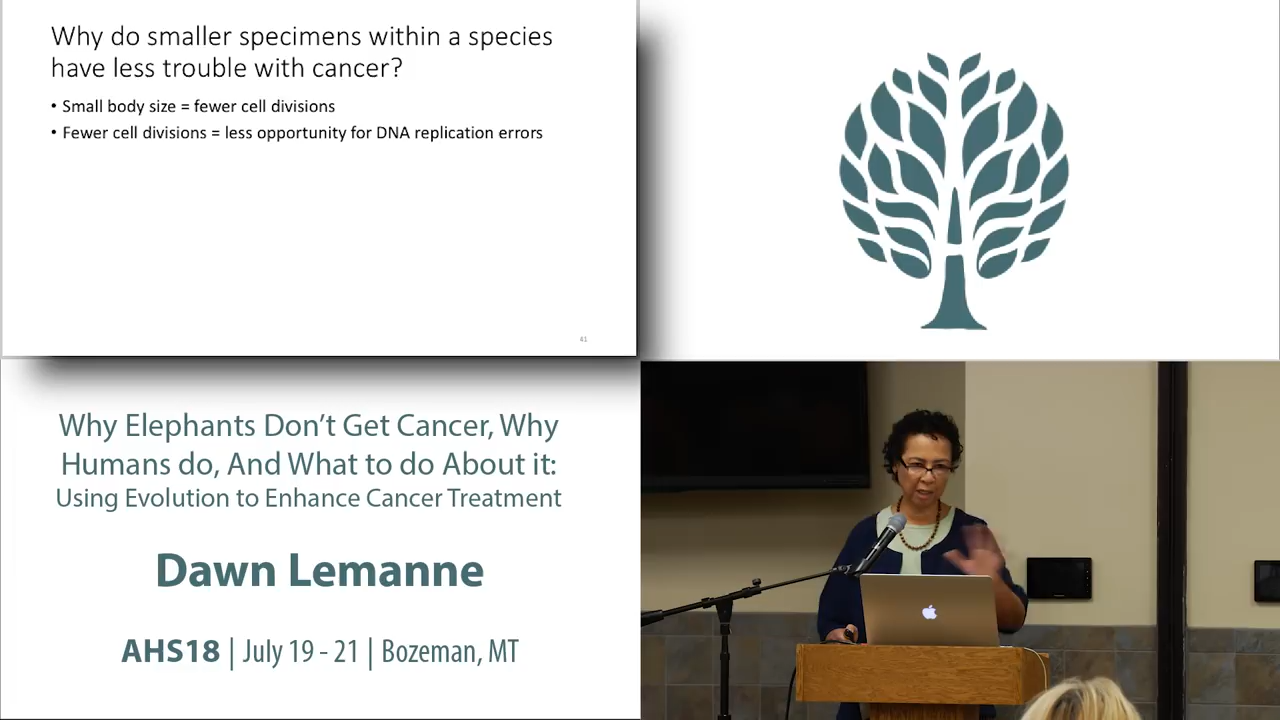 Why do smaller specimens within a species
have less trouble with cancer?
• Small body size = fewer cell divisions
• Fewer cell divisions = less opportunity for DNA replication errors
41
Why Elephants Don’t Get Cancer, Why
Humans do, And What to do About it:
Using Evolution to Enhance Cancer Treatment
Dawn Lemanne
AHS18 | July 19 - 21 | Bozeman, MT